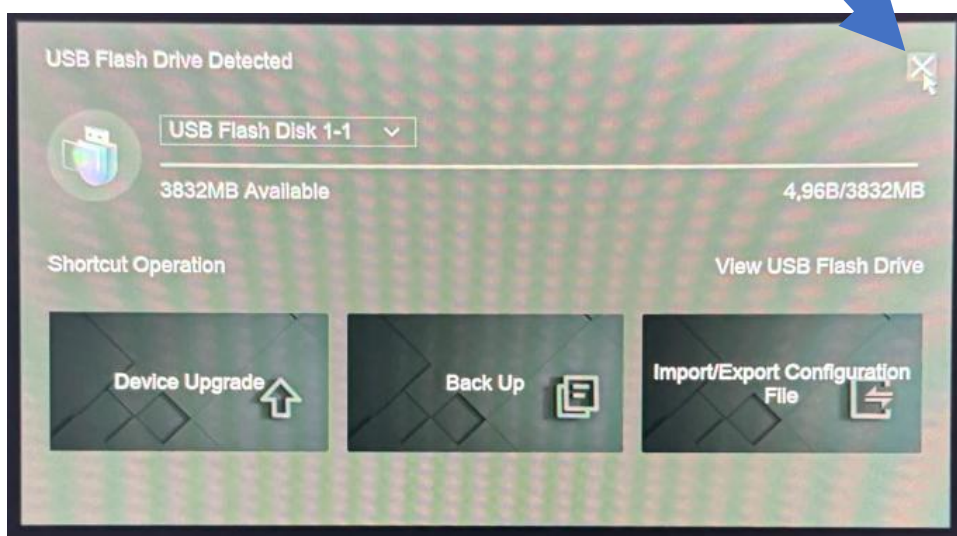 USB Flash Drive Detected
USB Flash Disk 1-1
3832MB Available
4,96B/3832MB
Shortcut Operation
View USB Flash Drive
Device Upgrade
Back Up
Import/Export Configuration
File